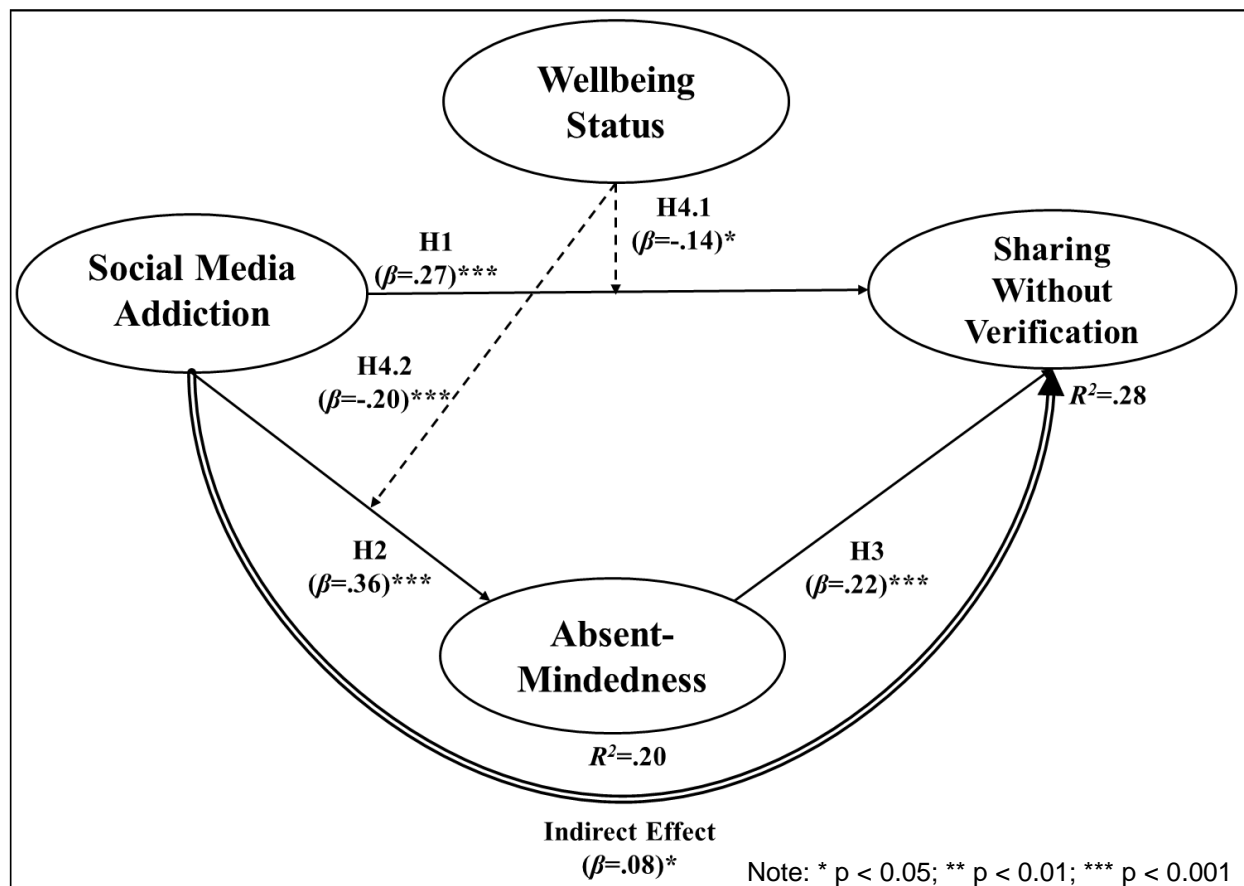 Wellbeing
Status
H4.1
(β=-.14)*
H1
(β=.27)***
Social Media
Addiction
Sharing
Without
Verification
R²=.28
H4.2
(β=-.20)***
H2
(β=.36)***
H3
(β=.22)***
Absent-
Mindedness
R²=.20
Indirect Effect
(β=.08)*
Note: * p < 0.05; ** p < 0.01; *** p < 0.001